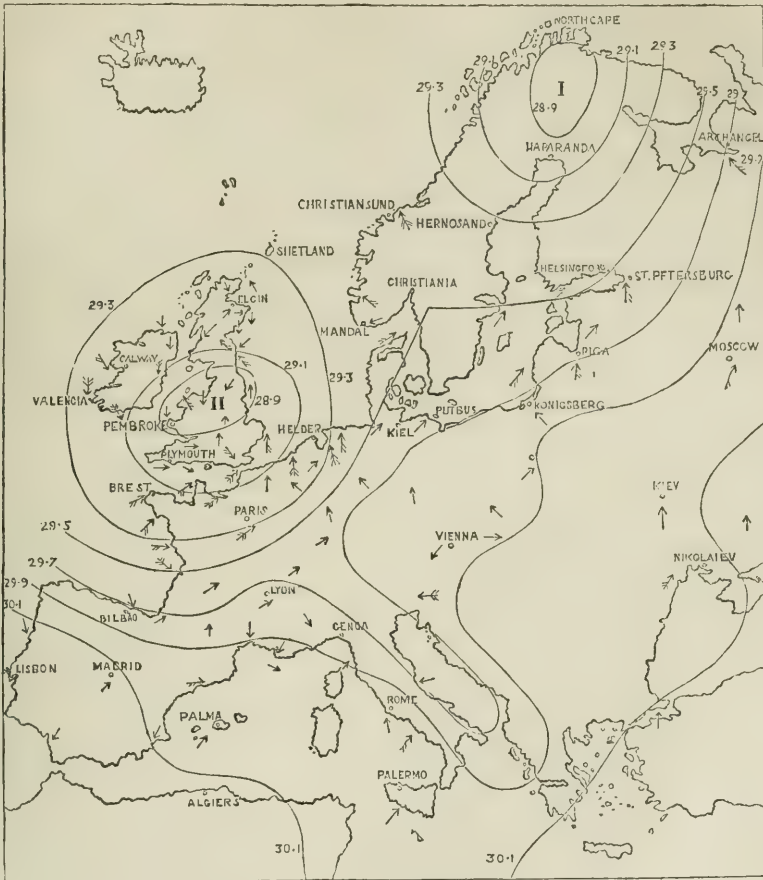 NORTHCAPE
29.1
29.1
29.3
29.3
I
28.9
29.5
29
ARCHANGEL
HAPARANDA
CHRISTIANSUND
HERNOSAND
SHETLAND
HELSINGFORS
ST. PETERSBURG
CHRISTIANIA
29.3
ELGIN
MANDAL
RIGA
MOSCOW
GALWAY
29.1
29.3
VALENCIA
II
28.9
PEMBROKE
HELDER
KIEL
PUTBUS
KONIGSBERG
PLYMOUTH
BREST
KIEV
PARIS
29.5
VIENNA
NIKOLAIEV
29.7
29.9
LYON
30.1
BILBAO
GENOA
LISBON
MADRID
ROME
PALMA
PALERMO
ALGIERS
30.1
30.1